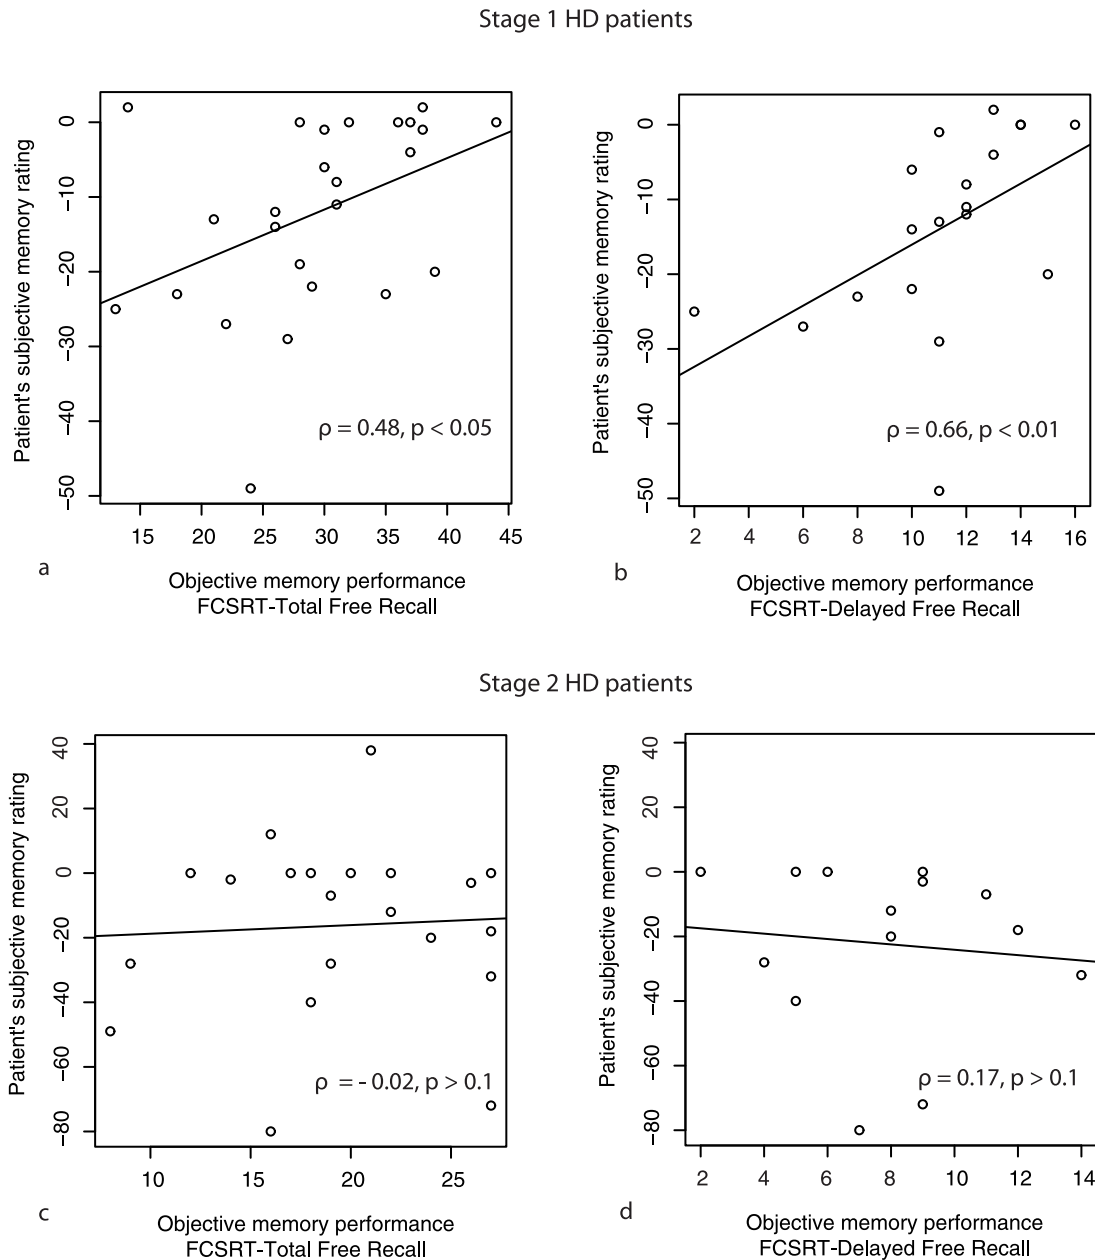 Stage 1 HD patients
Patient's subjective memory rating
0
-10
-20
-30
-40
-50
ρ = 0.48, p < 0.05
15 20 25 30 35 40 45
a
Objective memory performance
FCSRT-Total Free Recall
Patient's subjective memory rating
0
-10
-20
-30
-40
-50
ρ = 0.66, p < 0.01
2 4 6 8 10 12 14 16
b
Objective memory performance
FCSRT-Delayed Free Recall
Stage 2 HD patients
Patient's subjective memory rating
40
20
0
-20
-40
-60
-80
ρ = - 0.02, p > 0.1
10 15 20 25
c
Objective memory performance
FCSRT-Total Free Recall
Patient's subjective memory rating
40
20
0
-20
-40
-60
-80
ρ = 0.17, p > 0.1
2 4 6 8 10 12 14
d
Objective memory performance
FCSRT-Delayed Free Recall